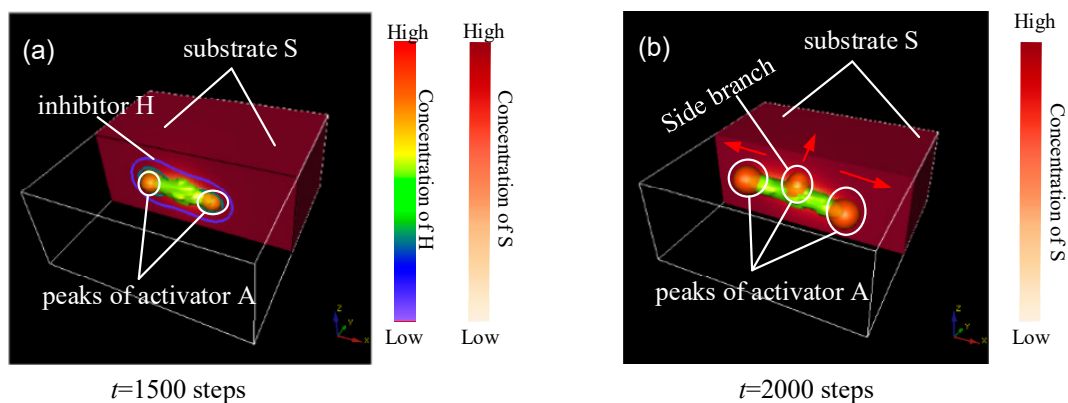 (a)
substrate S
inhibitor H
peaks of activator A
Z
Y
X
High
Concentration of H
Low
High
Concentration of S
Low
t=1500 steps
(b)
substrate S
Side branch
peaks of activator A
Z
Y
X
High
Concentration of S
Low
t=2000 steps